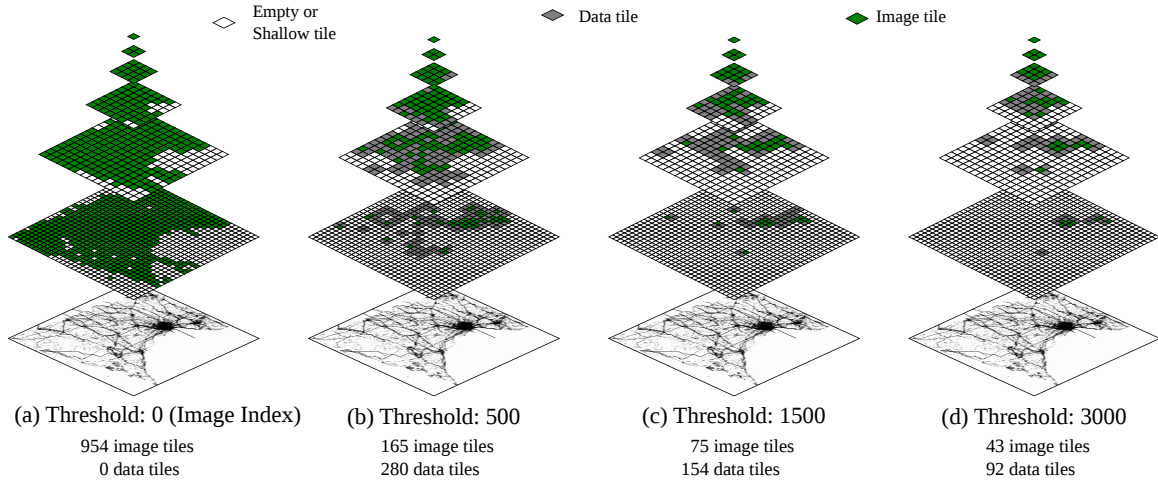 Empty or
Shallow tile
Data tile
Image tile
(a) Threshold: 0 (Image Index)
954 image tiles
0 data tiles
(b) Threshold: 500
165 image tiles
280 data tiles
(c) Threshold: 1500
75 image tiles
154 data tiles
(d) Threshold: 3000
43 image tiles
92 data tiles